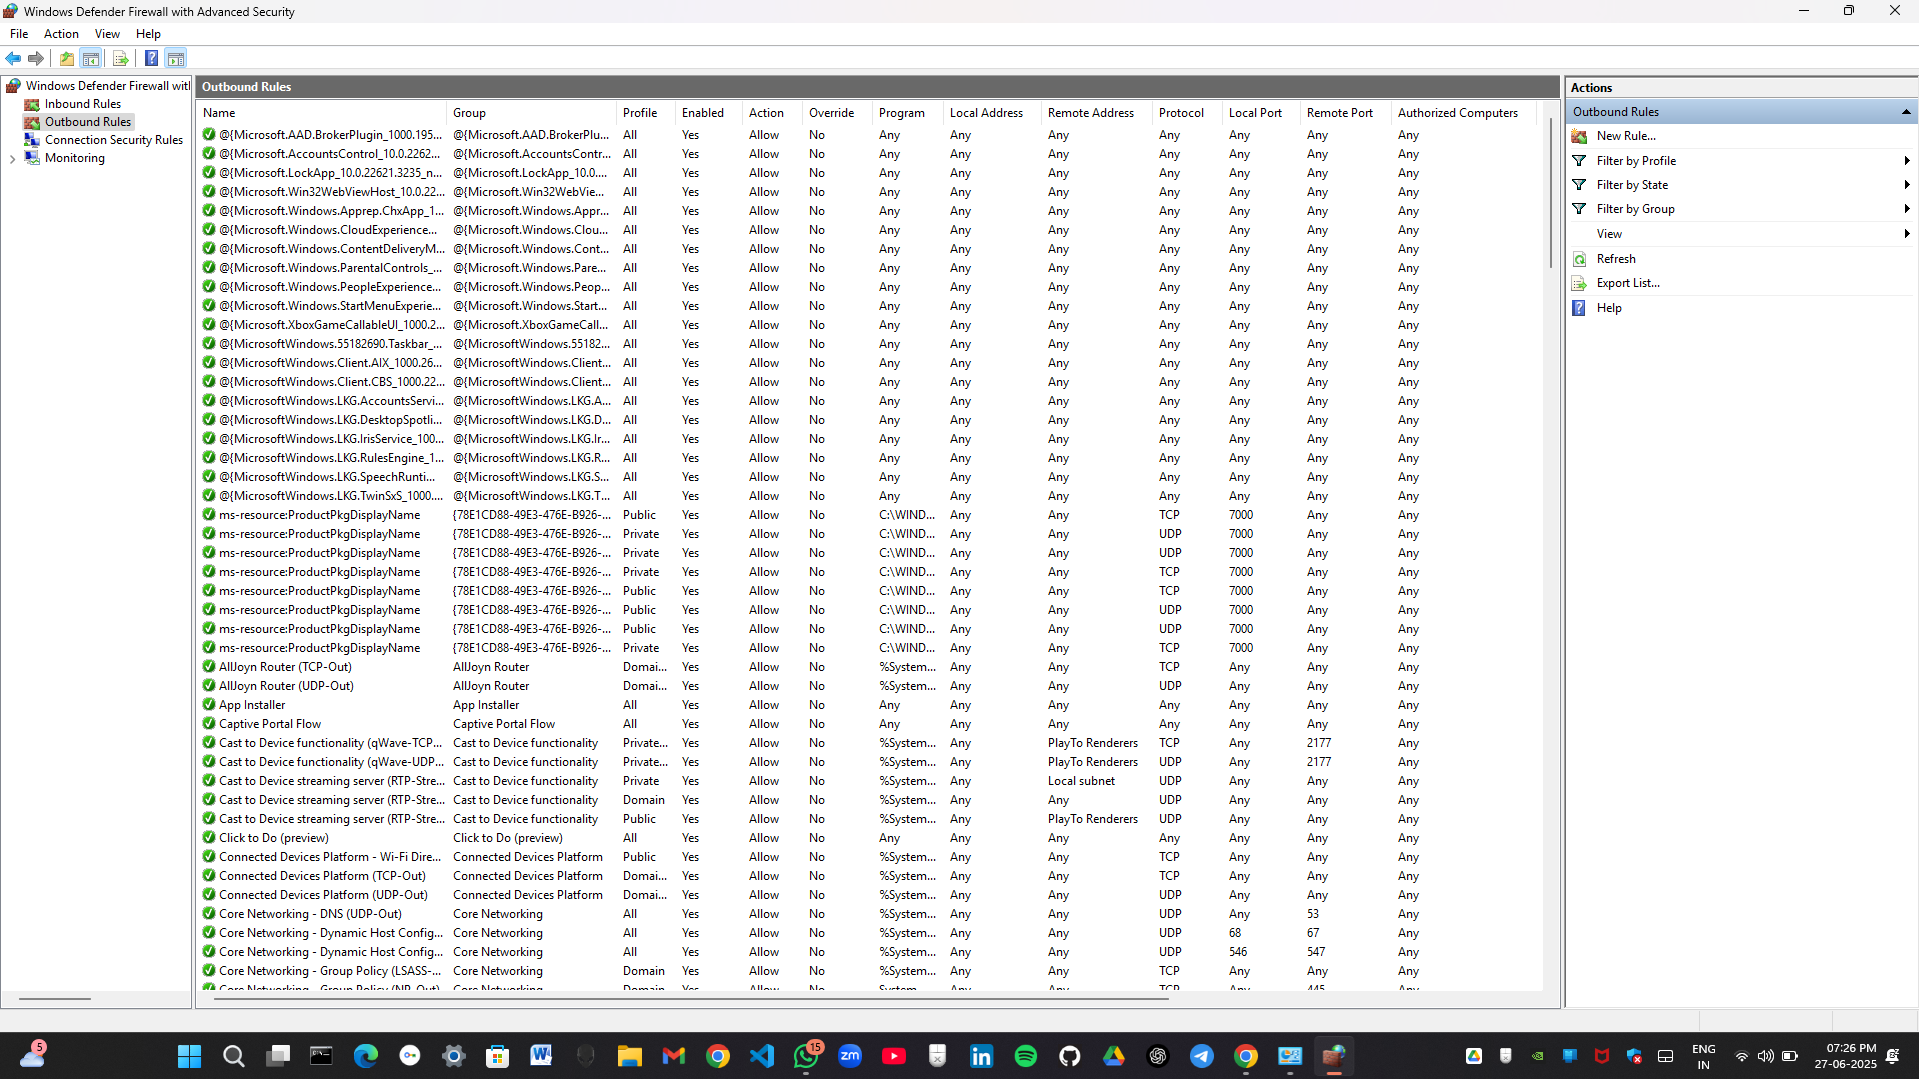 Windows Defender Firewall with Advanced Security
File Action View Help
Windows Defender Firewall witl
Inbound Rules
Outbound Rules
Connection Security Rules
Monitoring
Outbound Rules
Name Group Profile Enabled Action Override Program Local Address Remote Address Protocol Local Port Remote Port Authorized Computers
@{Microsoft.AAD.BrokerPlugin_1000.195... @{Microsoft.AAD.BrokerPlu... All Yes Allow No Any Any Any Any Any Any Any
@{Microsoft.AccountsControl_10.0.2262... @{Microsoft.AccountsContr... All Yes Allow No Any Any Any Any Any Any Any
@{Microsoft.LockApp_10.0.22621.3235_n... @{Microsoft.LockApp_10.0.... All Yes Allow No Any Any Any Any Any Any Any
@{Microsoft.Win32WebViewHost_10.0.22... @{Microsoft.Win32WebVie... All Yes Allow No Any Any Any Any Any Any Any
@{Microsoft.Windows.Apprep.ChxApp_1... @{Microsoft.Windows.Appr... All Yes Allow No Any Any Any Any Any Any Any
@{Microsoft.Windows.CloudExperience... @{Microsoft.Windows.Clou... All Yes Allow No Any Any Any Any Any Any Any
@{Microsoft.Windows.ContentDeliveryM... @{Microsoft.Windows.Cont... All Yes Allow No Any Any Any Any Any Any Any
@{Microsoft.Windows.ParentalControls_... @{Microsoft.Windows.Pare... All Yes Allow No Any Any Any Any Any Any Any
@{Microsoft.Windows.PeopleExperience... @{Microsoft.Windows.Peop... All Yes Allow No Any Any Any Any Any Any Any
@{Microsoft.Windows.StartMenuExperie... @{Microsoft.Windows.Start... All Yes Allow No Any Any Any Any Any Any Any
@{Microsoft.XboxGameCallableUI_1000.2... @{Microsoft.XboxGameCall... All Yes Allow No Any Any Any Any Any Any Any
@{MicrosoftWindows.55182690.Taskbar_... @{MicrosoftWindows.55182... All Yes Allow No Any Any Any Any Any Any Any
@{MicrosoftWindows.Client.AIX_1000.26... @{MicrosoftWindows.Client... All Yes Allow No Any Any Any Any Any Any Any
@{MicrosoftWindows.Client.CBS_1000.22... @{MicrosoftWindows.Client... All Yes Allow No Any Any Any Any Any Any Any
@{MicrosoftWindows.LKG.AccountsServi... @{MicrosoftWindows.LKG.A... All Yes Allow No Any Any Any Any Any Any Any
@{MicrosoftWindows.LKG.DesktopSpotli... @{MicrosoftWindows.LKG.D... All Yes Allow No Any Any Any Any Any Any Any
@{MicrosoftWindows.LKG.IrisService_100... @{MicrosoftWindows.LKG.Ir... All Yes Allow No Any Any Any Any Any Any Any
@{MicrosoftWindows.LKG.RulesEngine_1... @{MicrosoftWindows.LKG.R... All Yes Allow No Any Any Any Any Any Any Any
@{MicrosoftWindows.LKG.SpeechRunti... @{MicrosoftWindows.LKG.S... All Yes Allow No Any Any Any Any Any Any Any
@{MicrosoftWindows.LKG.TwinSxS_1000.... @{MicrosoftWindows.LKG.T... All Yes Allow No Any Any Any Any Any Any Any
ms-resource:ProductPkgDisplayName {78E1CD88-49E3-476E-B926-... Public Yes Allow No C:\WIND... Any Any TCP 7000 Any Any
ms-resource:ProductPkgDisplayName {78E1CD88-49E3-476E-B926-... Private Yes Allow No C:\WIND... Any Any UDP 7000 Any Any
ms-resource:ProductPkgDisplayName {78E1CD88-49E3-476E-B926-... Private Yes Allow No C:\WIND... Any Any UDP 7000 Any Any
ms-resource:ProductPkgDisplayName {78E1CD88-49E3-476E-B926-... Private Yes Allow No C:\WIND... Any Any TCP 7000 Any Any
ms-resource:ProductPkgDisplayName {78E1CD88-49E3-476E-B926-... Public Yes Allow No C:\WIND... Any Any TCP 7000 Any Any
ms-resource:ProductPkgDisplayName {78E1CD88-49E3-476E-B926-... Public Yes Allow No C:\WIND... Any Any UDP 7000 Any Any
ms-resource:ProductPkgDisplayName {78E1CD88-49E3-476E-B926-... Public Yes Allow No C:\WIND... Any Any UDP 7000 Any Any
ms-resource:ProductPkgDisplayName {78E1CD88-49E3-476E-B926-... Private Yes Allow No C:\WIND... Any Any TCP 7000 Any Any
AllJoyn Router (TCP-Out) AllJoyn Router Domai... Yes Allow No %System... Any Any TCP Any Any Any
AllJoyn Router (UDP-Out) AllJoyn Router Domai... Yes Allow No %System... Any Any UDP Any Any Any
App Installer App Installer All Yes Allow No Any Any Any Any Any Any Any
Captive Portal Flow Captive Portal Flow All Yes Allow No Any Any Any Any Any Any Any
Cast to Device functionality (qWave-TCP... Cast to Device functionality Private... Yes Allow No %System... Any PlayTo Renderers TCP Any 2177 Any
Cast to Device functionality (qWave-UDP... Cast to Device functionality Private... Yes Allow No %System... Any PlayTo Renderers UDP Any 2177 Any
Cast to Device streaming server (RTP-Stre... Cast to Device functionality Private Yes Allow No %System... Any Local subnet UDP Any Any Any
Cast to Device streaming server (RTP-Stre... Cast to Device functionality Domain Yes Allow No %System... Any Any UDP Any Any Any
Cast to Device streaming server (RTP-Stre... Cast to Device functionality Public Yes Allow No %System... Any PlayTo Renderers UDP Any Any Any
Click to Do (preview) Click to Do (preview) All Yes Allow No Any Any Any Any Any Any Any
Connected Devices Platform - Wi-Fi Dire... Connected Devices Platform Public Yes Allow No %System... Any Any TCP Any Any Any
Connected Devices Platform (TCP-Out) Connected Devices Platform Domai... Yes Allow No %System... Any Any TCP Any Any Any
Connected Devices Platform (UDP-Out) Connected Devices Platform Domai... Yes Allow No %System... Any Any UDP Any Any Any
Core Networking - DNS (UDP-Out) Core Networking All Yes Allow No %System... Any Any UDP Any 53 Any
Core Networking - Dynamic Host Config... Core Networking All Yes Allow No %System... Any Any UDP 68 67 Any
Core Networking - Dynamic Host Config... Core Networking All Yes Allow No %System... Any Any UDP 546 547 Any
Core Networking - Group Policy (LSASS-... Core Networking Domain Yes Allow No %System... Any Any TCP Any Any Any
Core Networking - Group Policy (NP-Out) Core Networking Domain Yes Allow No System Any Any TCP Any 445 Any
Actions
Outbound Rules
New Rule...
Filter by Profile
Filter by State
Filter by Group
View
Refresh
Export List...
Help
5
15
zm
ENG
IN
07:26 PM
27-06-2025